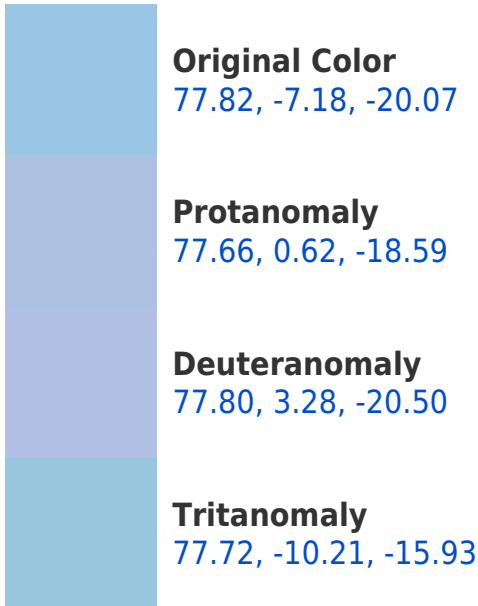 Original Color
77.82, -7.18, -20.07
Protanomaly
77.66, 0.62, -18.59
Deuteranomaly
77.80, 3.28, -20.50
Tritanomaly
77.72, -10.21, -15.93